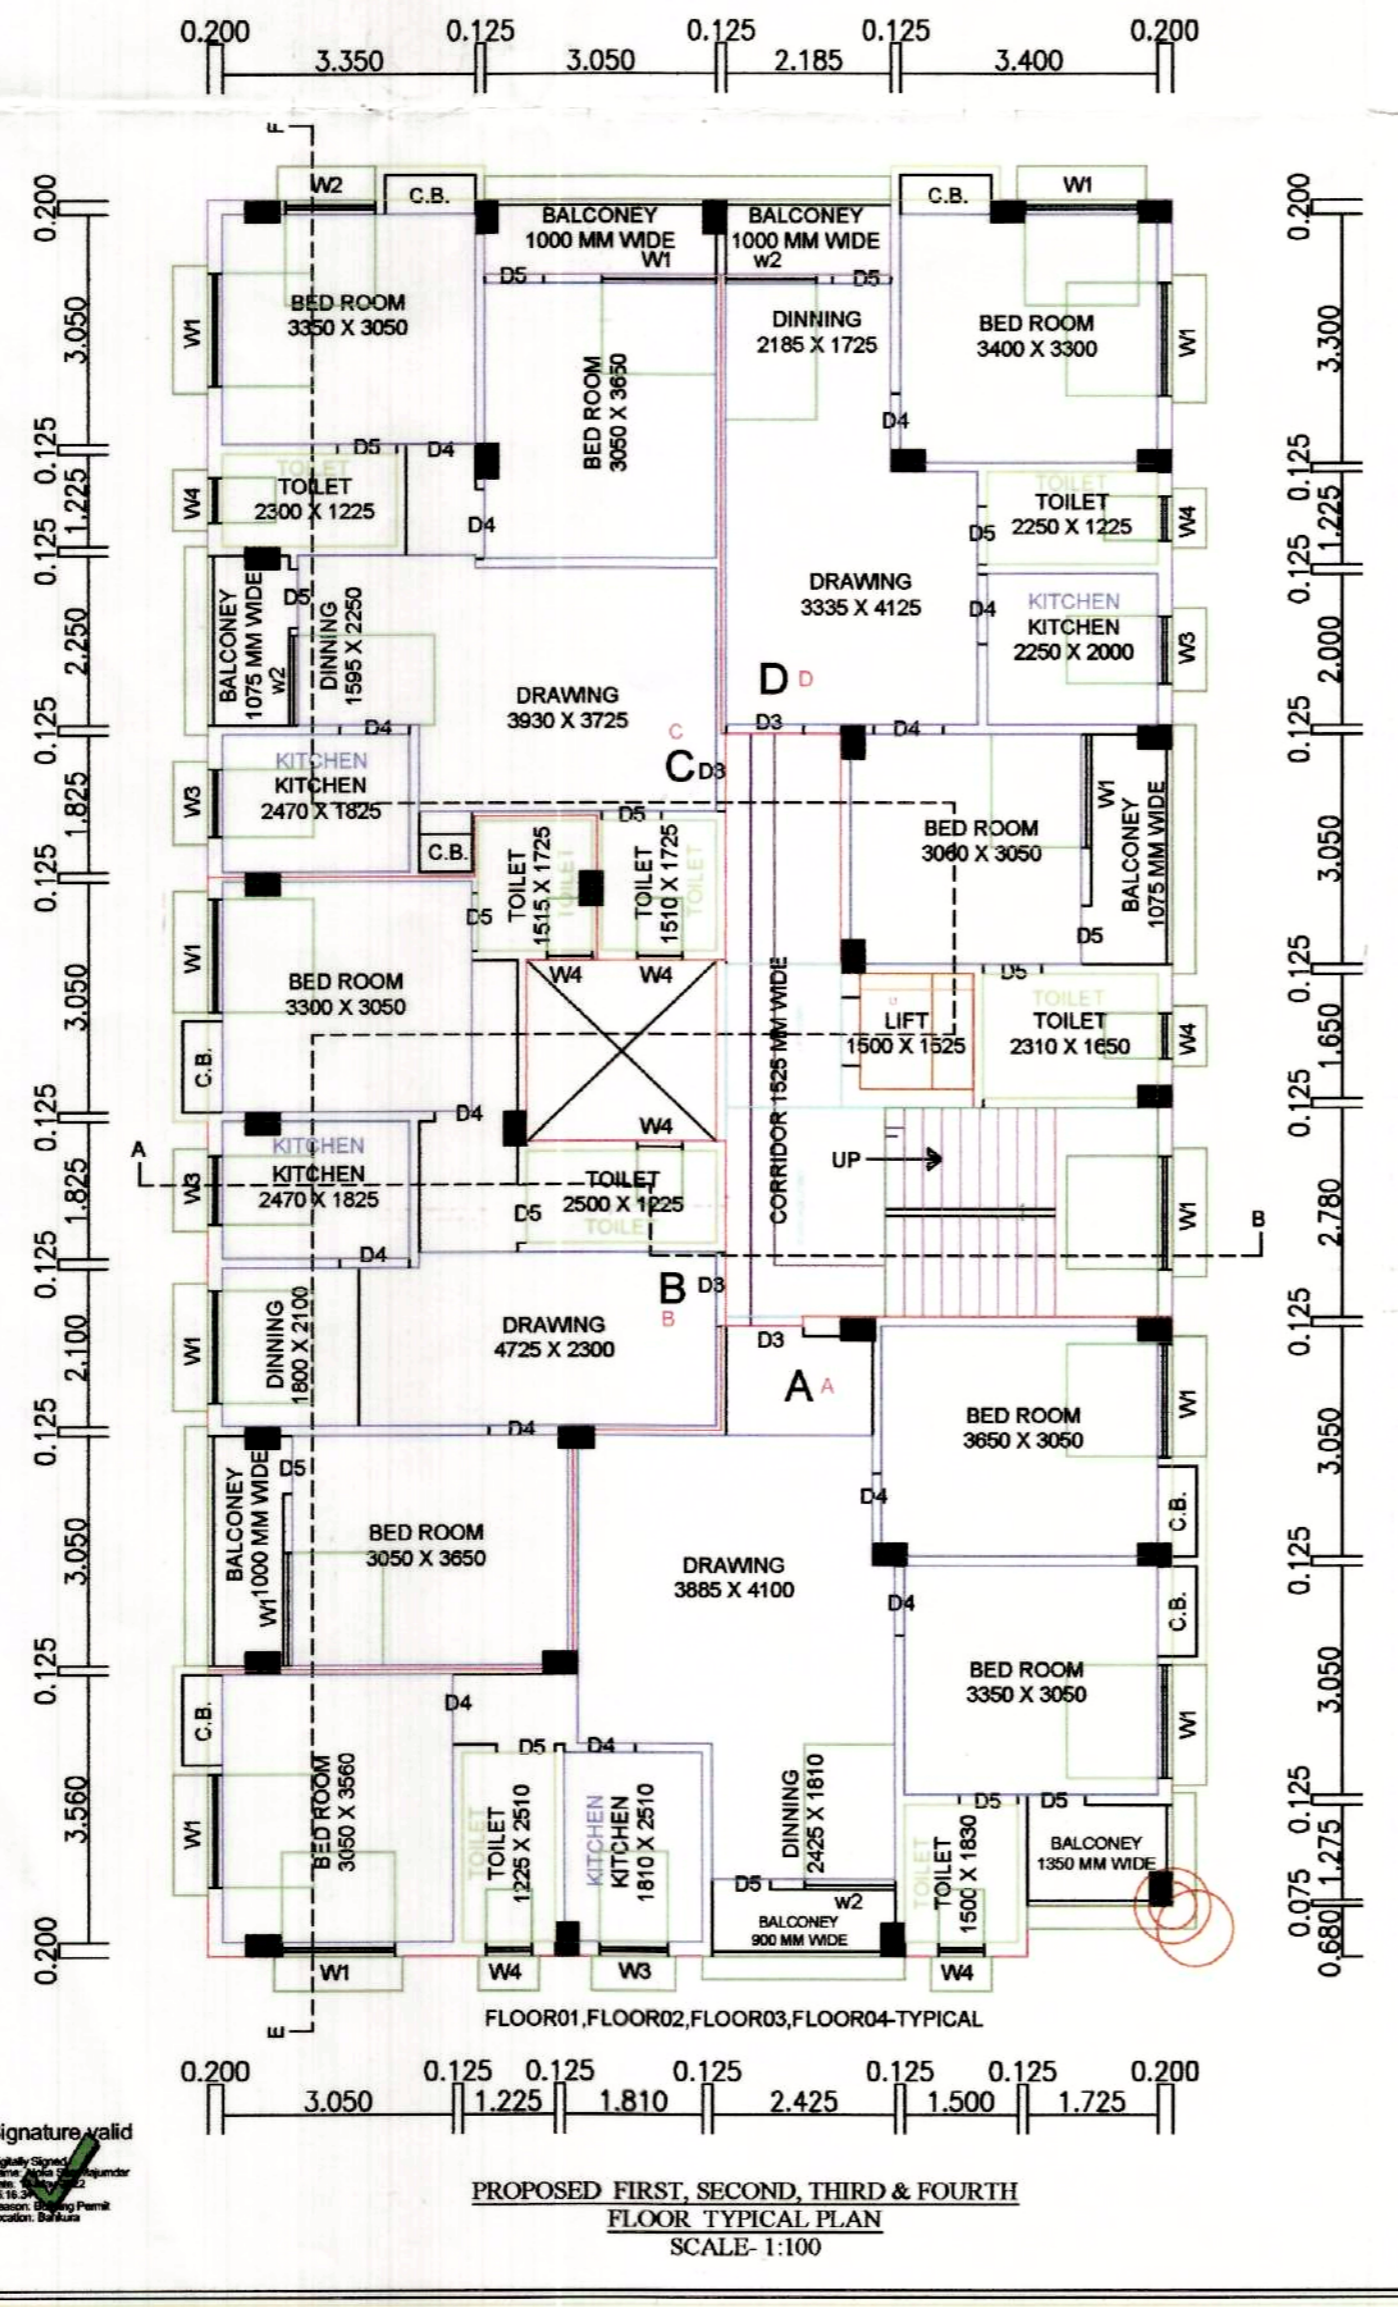 0.200 0.125 0.125 0.125 0.200
3.350 3.050 2.185 3.400
F
W2
C.B.
C.B.
W1
0.200
3.050
0.125
1.225
0.125
2.250
0.125
1.825
0.125
3.050
0.125
1.825
0.125
2.100
0.125
3.050
0.125
3.560
0.200
BALCONEY
1000 MM WIDE
W1
D5
BALCONEY
1000 MM WIDE
w2
D5
W1
BED ROOM
3350 X 3050
BED ROOM
3050 X 3650
DINNING
2185 X 1725
BED ROOM
3400 X 3300
W1
D4
D5
D4
W4
TOILET
TOILET
2300 X 1225
D4
TOILET
TOILET
2250 X 1225
W4
D5
BALCONEY
1075 MM WIDE
w2
D5
DINNING
1595 X 2250
DRAWING
3335 X 4125
D4
KITCHEN
KITCHEN
2250 X 2000
W3
DRAWING
3930 X 3725
D
D
D4
C
C
D3
D3
D4
W3
KITCHEN
KITCHEN
2470 X 1825
C.B.
D5
TOILET
1515 X 1725
TOILET
TOILET
1510 X 1725
TOILET
BED ROOM
3060 X 3050
W1
BALCONEY
1075 MM WIDE
D5
W1
D5
W4
W4
BED ROOM
3300 X 3050
C.B.
CORRIDOR 1525 MM WIDE
D5
LIFT
1500 X 1525
TOILET
TOILET
2310 X 1650
W4
D4
W4
A
W3
KITCHEN
KITCHEN
2470 X 1825
TOILET
2500 X 1225
TOILET
D5
UP
W1
B
D4
B
B
D3
W1
DINNING
1800 X 2100
DRAWING
4725 X 2300
D3
A
A
D4
BED ROOM
3650 X 3050
W1
BALCONEY
1000 MM WIDE
W1
D5
BED ROOM
3050 X 3650
D4
C.B.
DRAWING
3885 X 4100
D4
C.B.
BED ROOM
3350 X 3050
W1
C.B.
D4
W1
BED ROOM
3050 X 3560
D5
D4
TOILET
TOILET
1225 X 2510
KITCHEN
KITCHEN
1810 X 2510
DINNING
2425 X 1810
D5
w2
BALCONEY
900 MM WIDE
D5
D5
TOILET
TOILET
1500 X 1830
BALCONEY
1350 MM WIDE
W1
W4
W3
W4
0.200
3.300
0.125
1.225
0.125
2.000
0.125
3.050
0.125
1.650
0.125
2.780
0.125
3.050
0.125
3.050
0.125
1.275
0.075
0.680
E
FLOOR01,FLOOR02,FLOOR03,FLOOR04-TYPICAL
0.200 0.125 0.125 0.125 0.125 0.125 0.200
3.050 1.225 1.810 2.425 1.500 1.725
ignature valid
PROPOSED FIRST, SECOND, THIRD & FOURTH
FLOOR TYPICAL PLAN
SCALE- 1:100